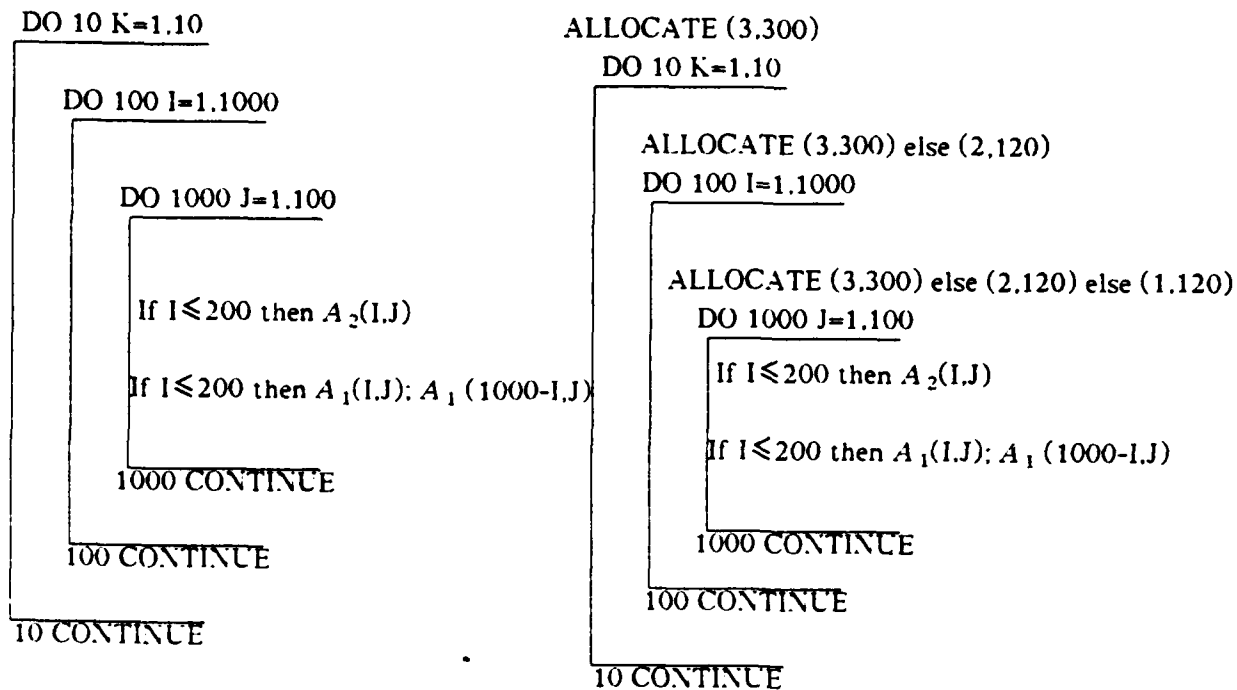 DO 10 K=1.10
DO 100 I=1.1000
DO 1000 J=1.100
If I≤200 then A₂(I.J)
If I≤200 then A₁(I.J); A₁ (1000-I.J)
1000 CONTINUE
100 CONTINUE
10 CONTINUE
ALLOCATE (3.300)
DO 10 K=1.10
ALLOCATE (3.300) else (2,120)
DO 100 I=1.1000
ALLOCATE (3.300) else (2.120) else (1.120)
DO 1000 J=1.100
If I≤200 then A₂(I.J)
If I≤200 then A₁(I.J); A₁ (1000-I.J)
1000 CONTINUE
100 CONTINUE
10 CONTINUE